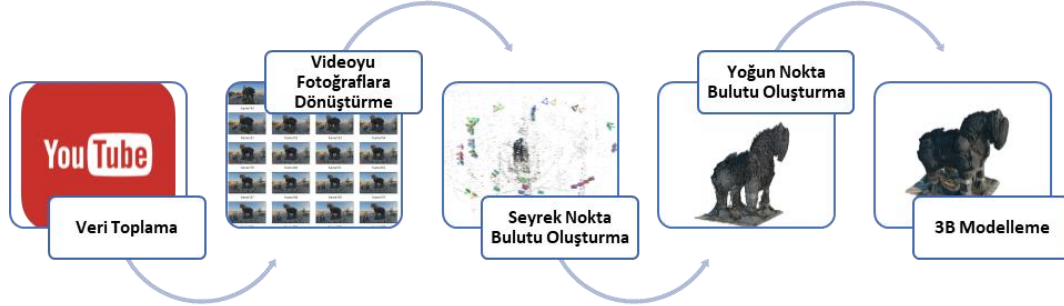 YouTube
Veri Toplama
Videoyu
Fotoğraflara
Dönüştürme
Seyrek Nokta
Bulutu Oluşturma
Yoğun Nokta
Bulutu Oluşturma
3B Modelleme